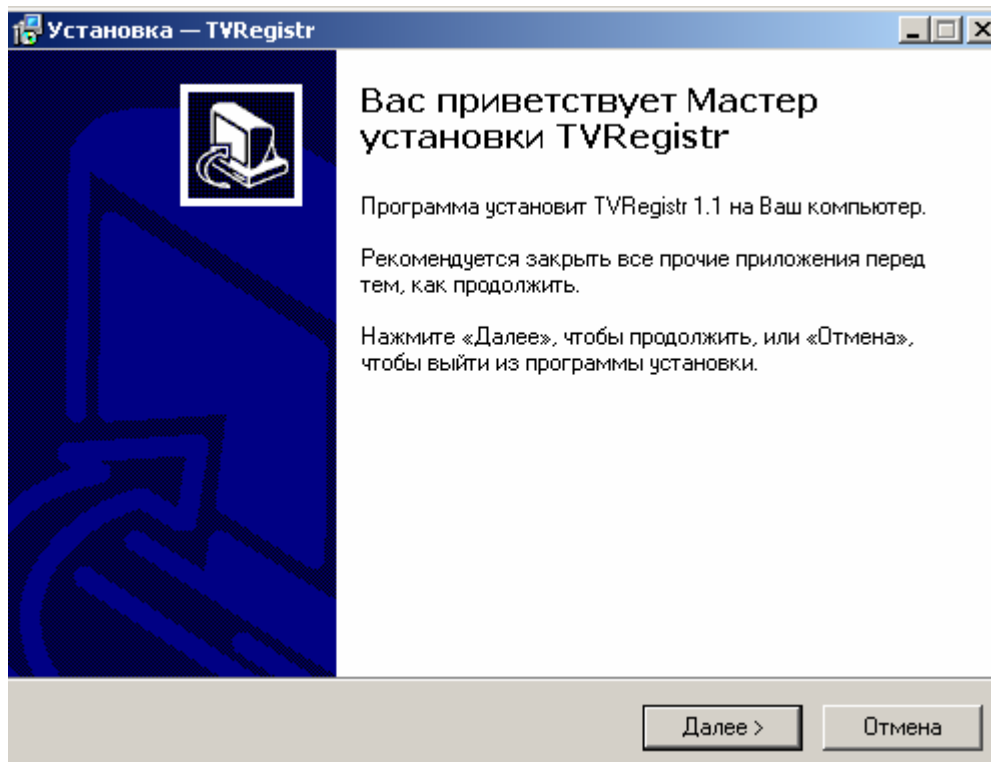 Установка — TVRegistr
Вас приветствует Мастер
установки TVRegistr
Программа установит TVRegistr 1.1 на Ваш компьютер.
Рекомендуется закрыть все прочие приложения перед
тем, как продолжить.
Нажмите «Далее», чтобы продолжить, или «Отмена»,
чтобы выйти из программы установки.
Далее >
Отмена